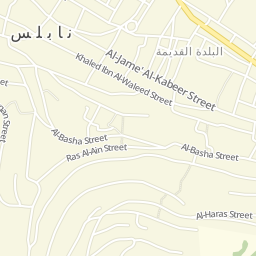 نابلس
البلدة القديمة
Al-Jame' Al-Kabeer Street
Khaled Ibn Al-Waleed Street
Al-Basha Street
Al-Basha Street
Ras Al-Ain Street
Al-Haras Street
Street